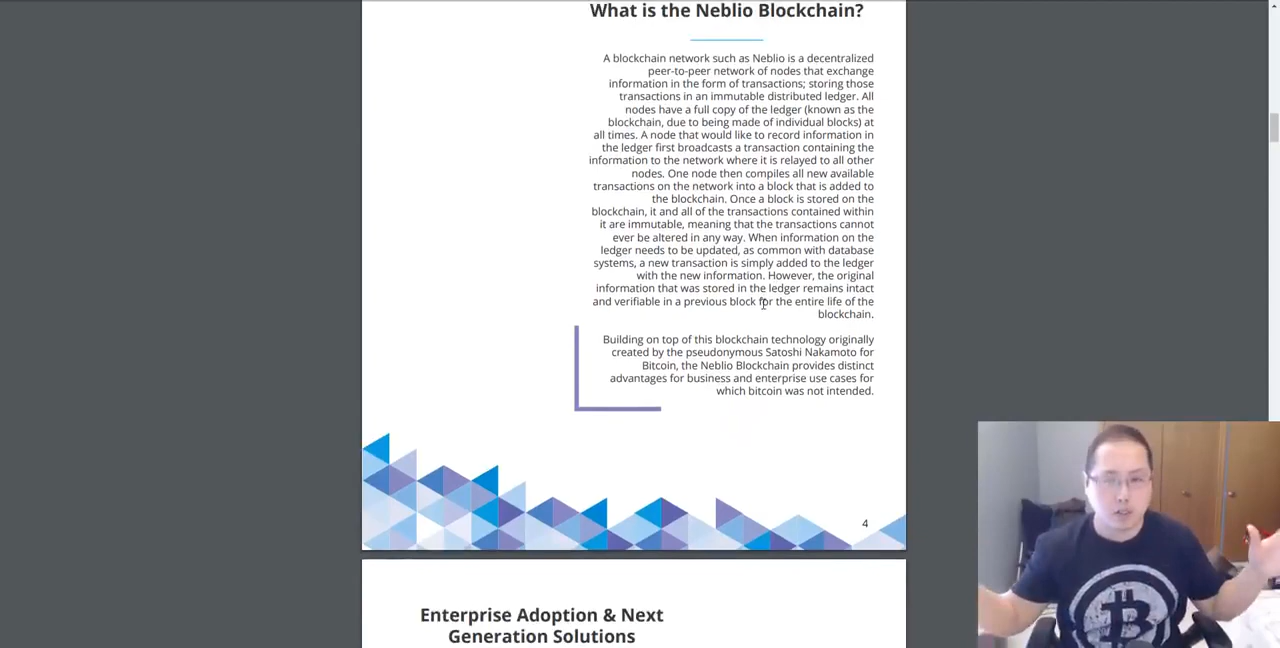 What is the Neblio Blockchain?
A blockchain network such as Neblio is a decentralized
peer-to-peer network of nodes that exchange
information in the form of transactions; storing those
transactions in an immutable distributed ledger. All
nodes have a full copy of the ledger (known as the
blockchain, due to being made of individual blocks) at
all times. A node that would like to record information in
the ledger first broadcasts a transaction containing the
information to the network where it is relayed to all other
nodes. One node then compiles all new available
transactions on the network into a block that is added to
the blockchain. Once a block is stored on the
blockchain, it and all of the transactions contained within
it are immutable, meaning that the transactions cannot
ever be altered in any way. When information on the
ledger needs to be updated, as common with database
systems, a new transaction is simply added to the ledger
with the new information. However, the original
information that was stored in the ledger remains intact
and verifiable in a previous block for the entire life of the
blockchain.
Building on top of this blockchain technology originally
created by the pseudonymous Satoshi Nakamoto for
Bitcoin, the Neblio Blockchain provides distinct
advantages for business and enterprise use cases for
which bitcoin was not intended.
4
Enterprise Adoption & Next
Generation Solutions